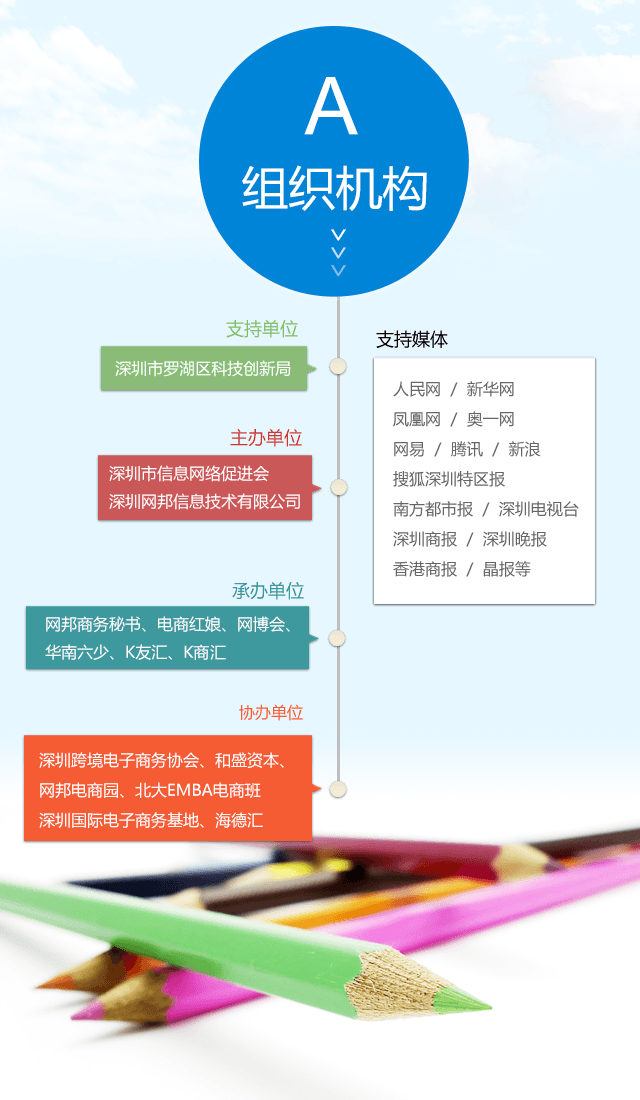 A
组织机构
支持单位
深圳市罗湖区科技创新局
主办单位
深圳市信息网络促进会
深圳网邦信息技术有限公司
承办单位
网邦商务秘书、电商红娘、网博会、
华南六少、K友汇、K商汇
协办单位
深圳跨境电子商务协会、和盛资本、
网邦电商园、北大EMBA电商班
深圳国际电子商务基地、海德汇
支持媒体
人民网 / 新华网
凤凰网 / 奥一网
网易 / 腾讯 / 新浪
搜狐深圳特区报
南方都市报 / 深圳电视台
深圳商报 / 深圳晚报
香港商报 / 晶报等